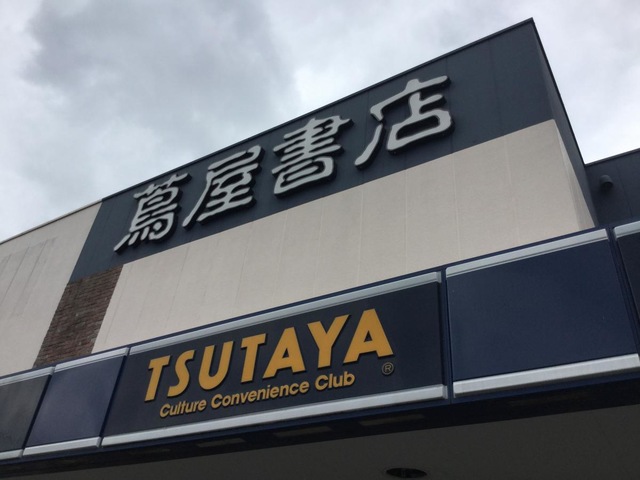 蔦屋書店
TSUTAYA
Culture Convenience Club
®